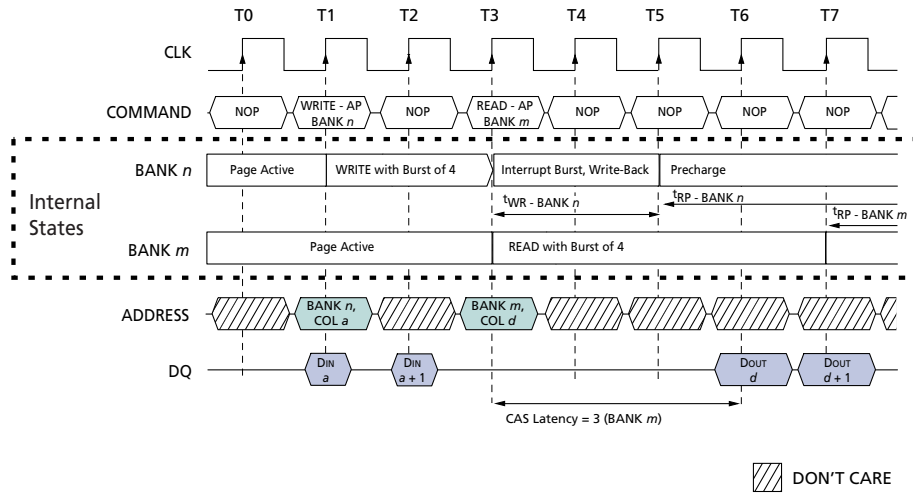 T0 T1 T2 T3 T4 T5 T6 T7
CLK
COMMAND NOP WRITE - AP NOP READ - AP NOP NOP NOP NOP
BANK n BANK m
BANK n Page Active WRITE with Burst of 4 Interrupt Burst, Write-Back Precharge
Internal
States
tWR - BANK n tRP - BANK n
tRP - BANK m
BANK m Page Active READ with Burst of 4
ADDRESS BANK n, BANK m,
COL a COL d
DQ DIN DIN DOUT DOUT
a a + 1 d d + 1
CAS Latency = 3 (BANK m)
DON'T CARE